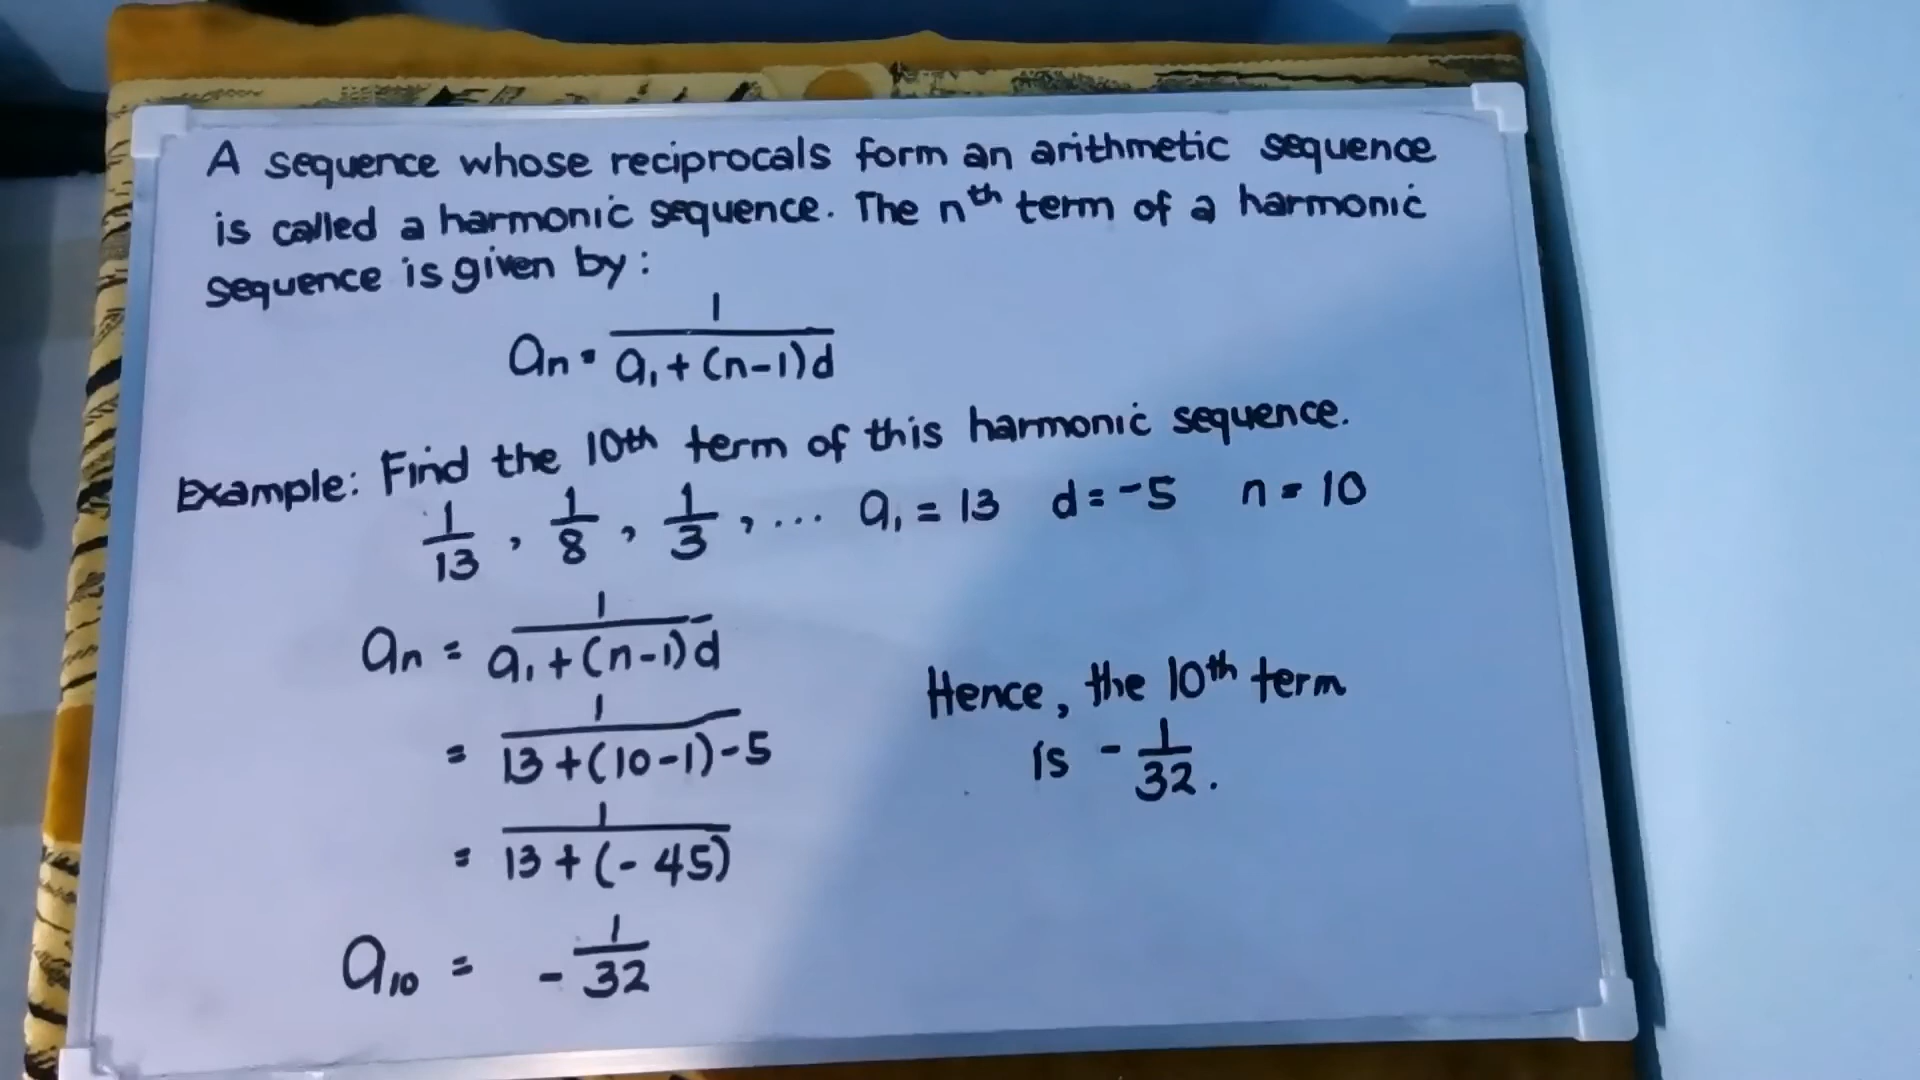 A sequence whose reciprocals form an arithmetic sequence
is called a harmonic sequence. The nth term of a harmonic
sequence is given by:
an = 1/(a1 + (n-1)d)
Example: Find the 10th term of this harmonic sequence.
1/13, 1/8, 1/3, ... a1 = 13 d = -5 n = 10
an = 1/(a1 + (n-1)d)
= 1/(13 + (10-1)-5)
= 1/(13 + (-45))
a10 = -1/32
Hence, the 10th term
is -1/32.